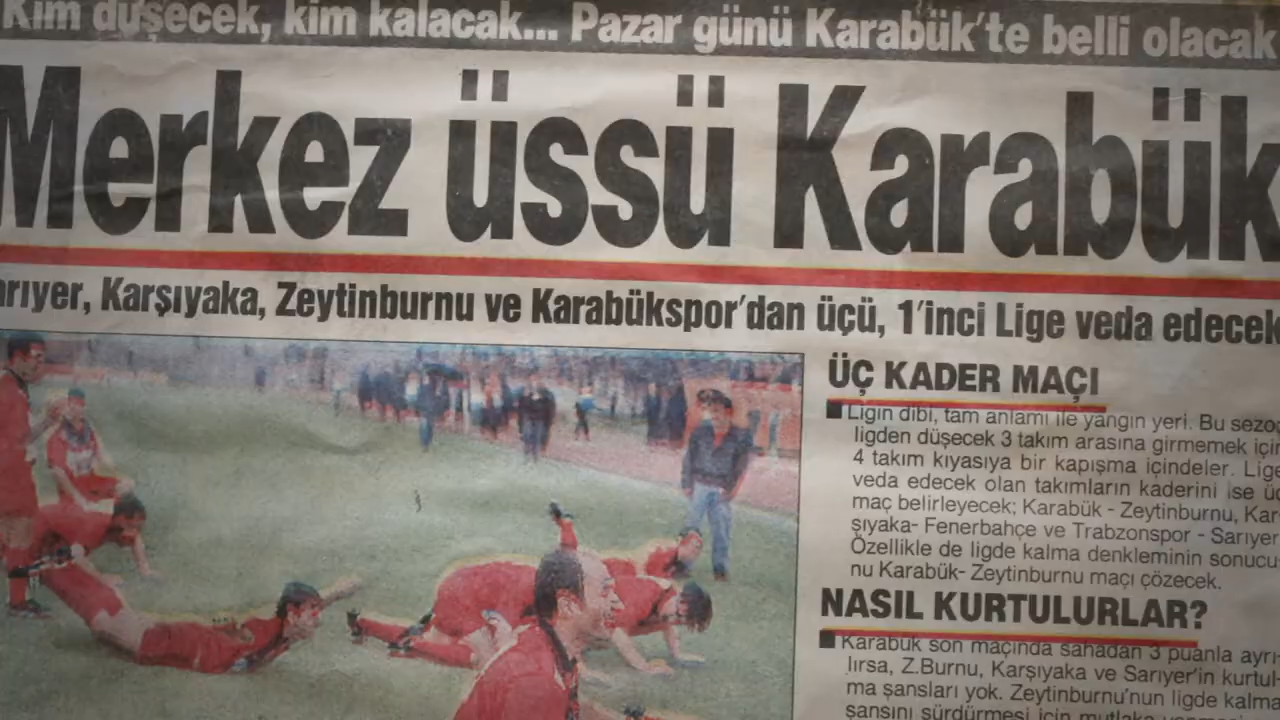 Kim düşecek, kim kalacak... Pazar günü Karabük'te belli olacak
Merkez üssü Karabük
arıyer, Karşıyaka, Zeytinburnu ve Karabükspor'dan üçü, 1'inci Lige veda edecek
ÜÇ KADER MAÇI
■ Ligin dibi, tam anlamı ile yangın yeri. Bu sezo
ligden düşecek 3 takım arasına girmemek için
4 takım kıyasıya bir kapışma içindeler. Lige
veda edecek olan takımların kaderini ise ü
maç belirleyecek; Karabük - Zeytinburnu, Kar
şıyaka- Fenerbahçe ve Trabzonspor - Sarıyer
Özellikle de ligde kalma denkleminin sonucu-
nu Karabük- Zeytinburnu maçı çözecek.
NASIL KURTULURLAR?
■ Karabük son maçında sahadan 3 puanla ayrı-
lırsa, Z.Burnu, Karşıyaka ve Sarıyer'in kurtul-
ma şansları yok. Zeytinburnu'nun ligde kalma
şansını sürdürmesi için mutlaka